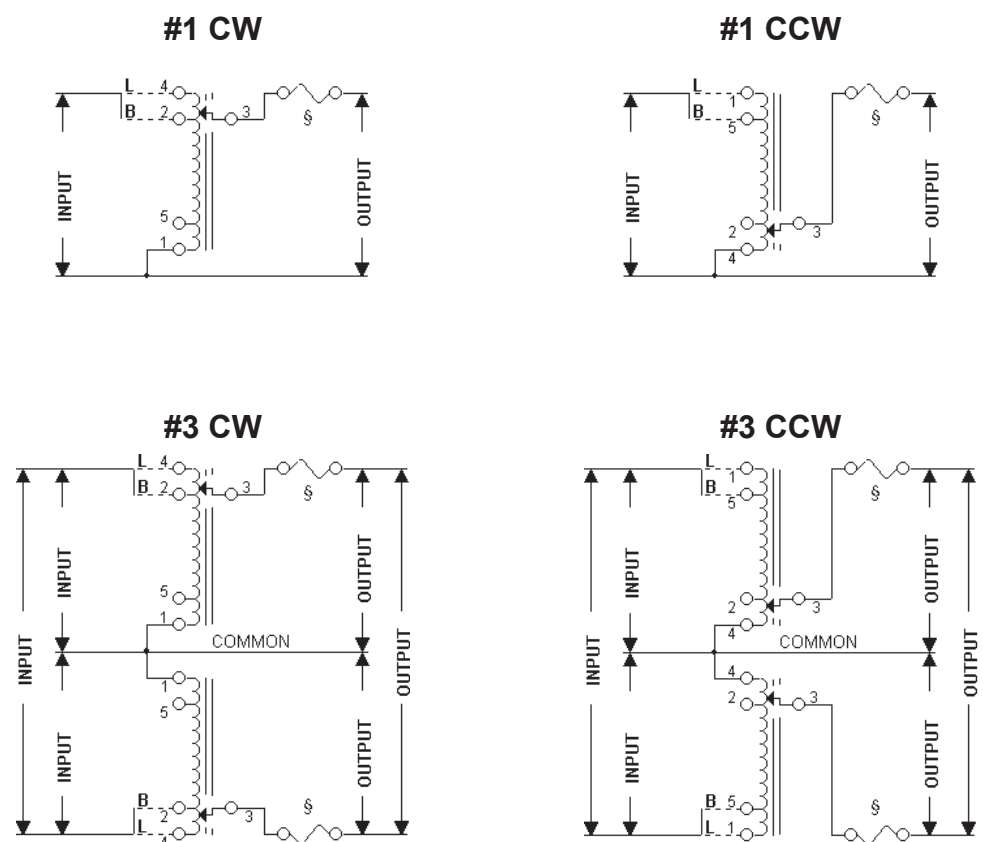 #1 CW
L 4
B 2
3
§
INPUT
OUTPUT
5
1
#1 CCW
L 1
B 5
§
INPUT
OUTPUT
2
3
4
#3 CW
L 4
B 2
3
§
INPUT
INPUT
OUTPUT
OUTPUT
5
1
COMMON
1
5
INPUT
OUTPUT
B 2
3
§
L 4
#3 CCW
L 1
B 5
§
INPUT
INPUT
OUTPUT
OUTPUT
2
3
4
COMMON
4
2
3
INPUT
OUTPUT
B 5
§
L 1